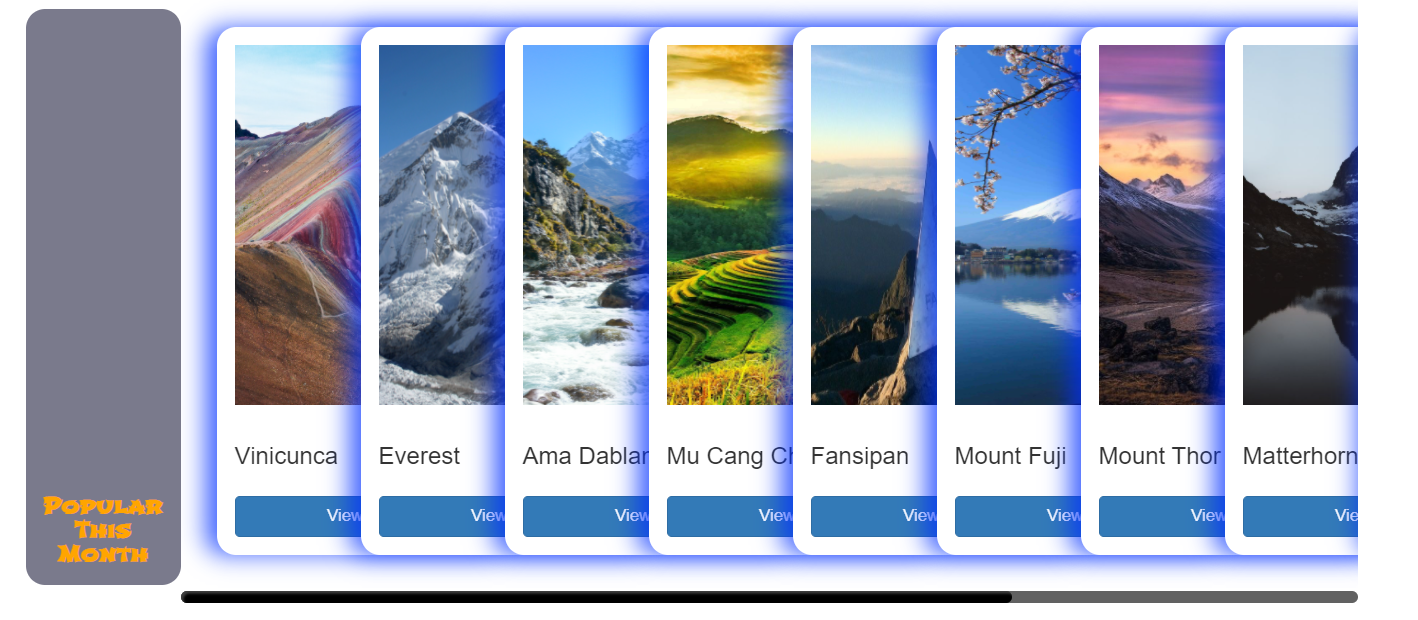 Popular
This
Month
Vinicunca
Everest
Ama Dablar
Mu Cang Ch
Fansipan
Mount Fuji
Mount Thor
Matterhorn
View
View
View
View
View
View
View
Vie